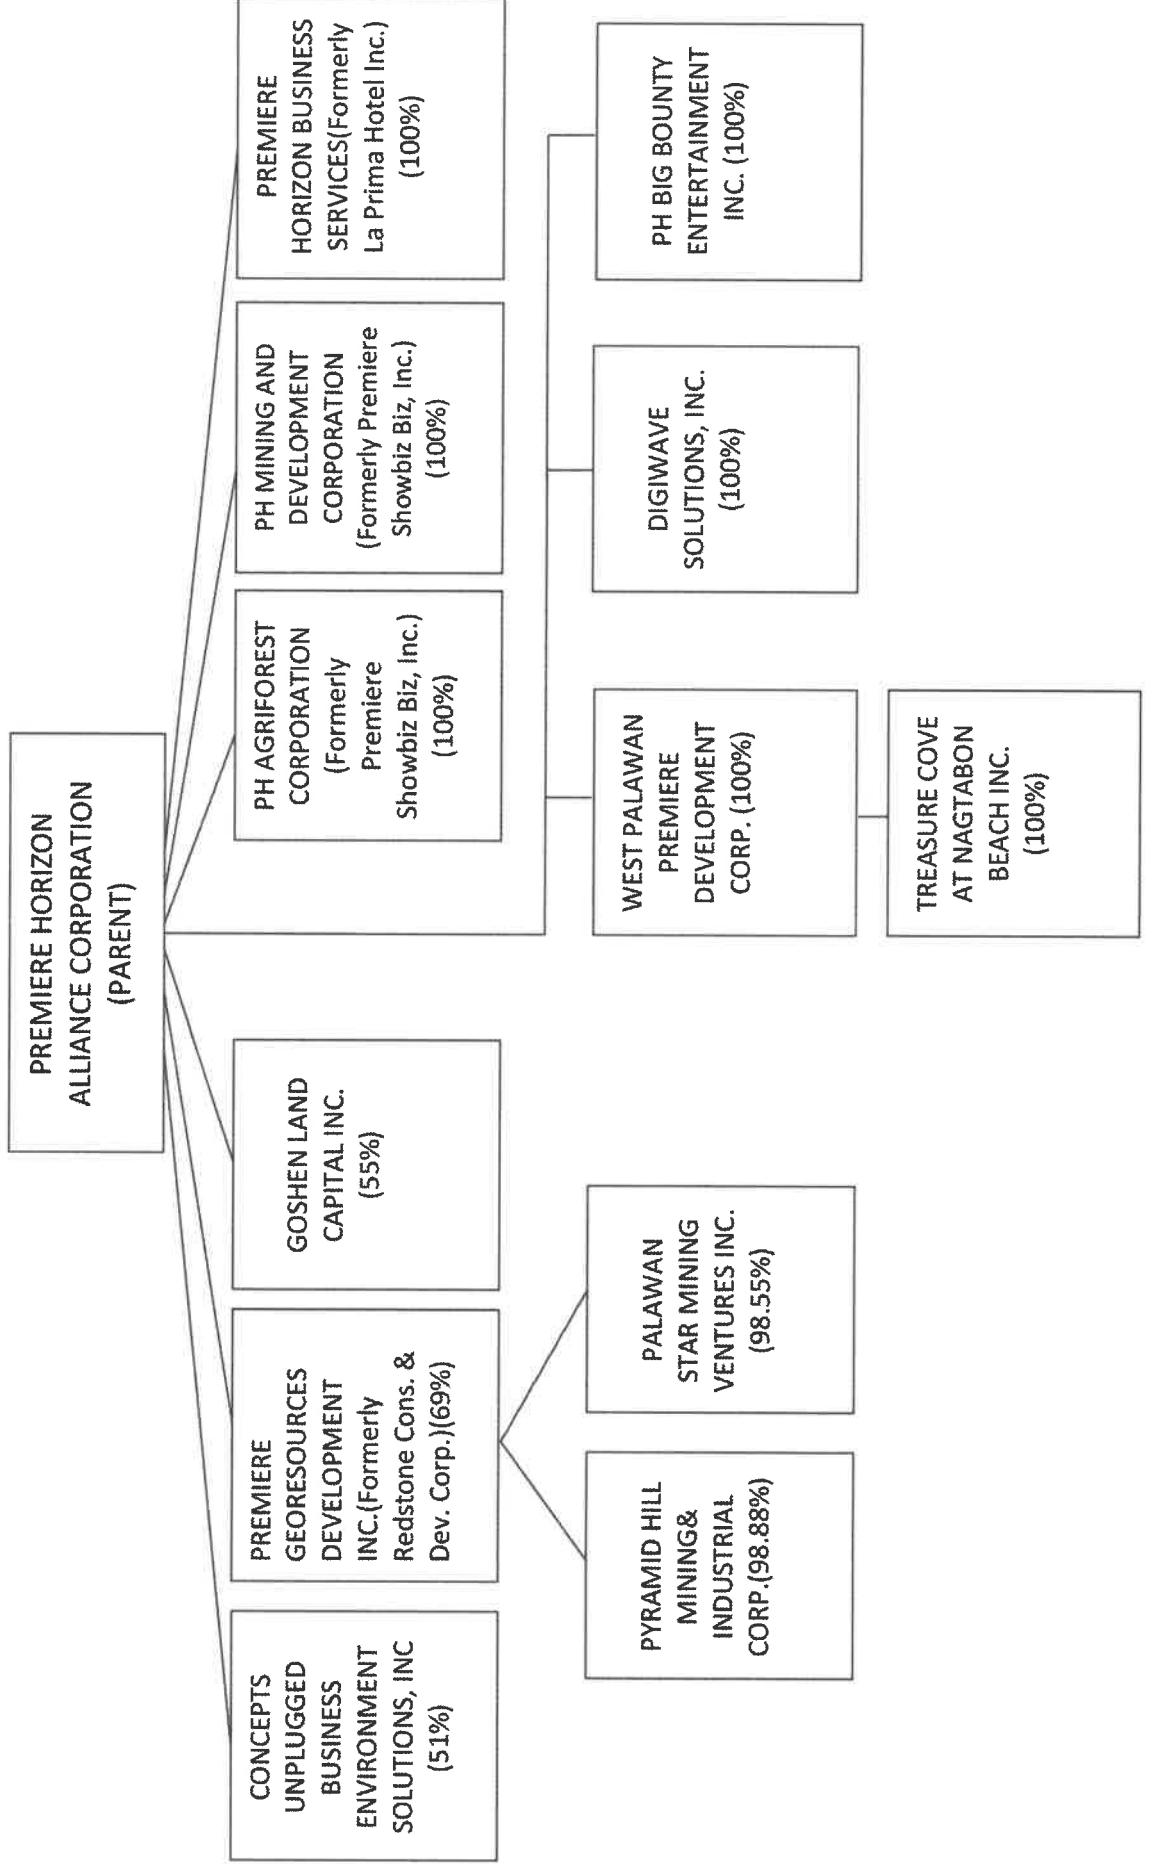 PREMIERE HORIZON
ALLIANCE CORPORATION
(PARENT)
CONCEPTS
UNPLUGGED
BUSINESS
ENVIRONMENT
SOLUTIONS, INC
(51%)
PREMIERE
GEORESOURCES
DEVELOPMENT
INC.(Formerly
Redstone Cons. &
Dev. Corp.)(69%)
GOSHEN LAND
CAPITAL INC.
(55%)
PH AGRIFOREST
CORPORATION
(Formerly
Premiere
Showbiz Biz, Inc.)
(100%)
PH MINING AND
DEVELOPMENT
CORPORATION
(Formerly Premiere
Showbiz Biz, Inc.)
(100%)
PREMIERE
HORIZON BUSINESS
SERVICES(Formerly
La Prima Hotel Inc.)
(100%)
PYRAMID HILL
MINING&
INDUSTRIAL
CORP.(98.88%)
PALAWAN
STAR MINING
VENTURES INC.
(98.55%)
WEST PALAWAN
PREMIERE
DEVELOPMENT
CORP. (100%)
DIGIWAVE
SOLUTIONS, INC.
(100%)
PH BIG BOUNTY
ENTERTAINMENT
INC. (100%)
TREASURE COVE
AT NAGTABON
BEACH INC.
(100%)